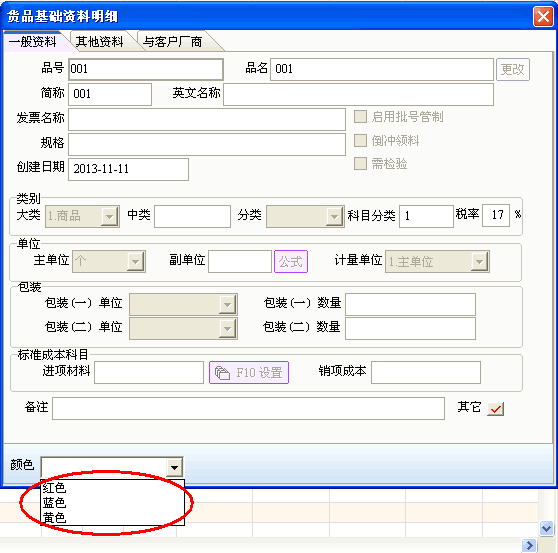 货品基础资料明细
一般资料 其他资料 与客户厂商
品号 001 品名 001 更改
简称 001 英文名称
发票名称 启用批号管制
规格 倒冲领料
创建日期 2013-11-11 需检验
类别
大类 1.商品 中类 分类 科目分类 1 税率 17 %
单位
主单位 个 副单位 公式 计量单位 1.主单位
包装
包装(一) 单位 包装(一) 数量
包装(二) 单位 包装(二) 数量
标准成本科目
进项材料 F10 设置 销项成本
备注 其它
颜色
红色
蓝色
黄色